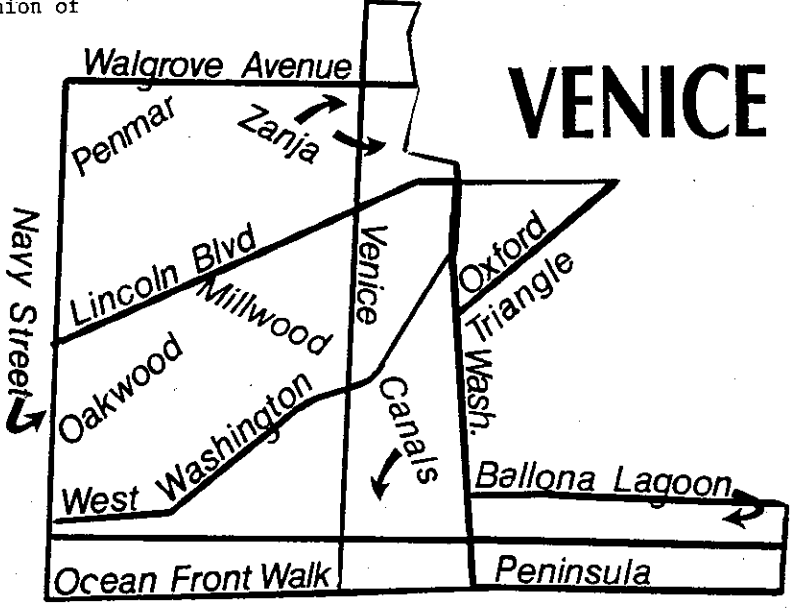 nion of
Walgrove Avenue
VENICE
Penmar
Zanja
Navy Street
Lincoln Blvd
Venice
Oxford
Triangle
Millwood
Oakwood
Wash.
West Washington
Canals
Ballona Lagoon
Ocean Front Walk
Peninsula